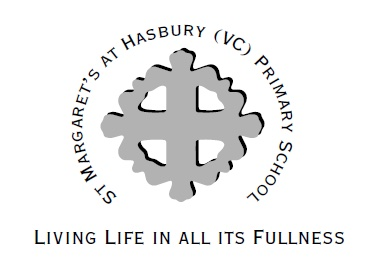 St Margaret's at Hasbury (VC) Primary School
Living Life in all its Fullness